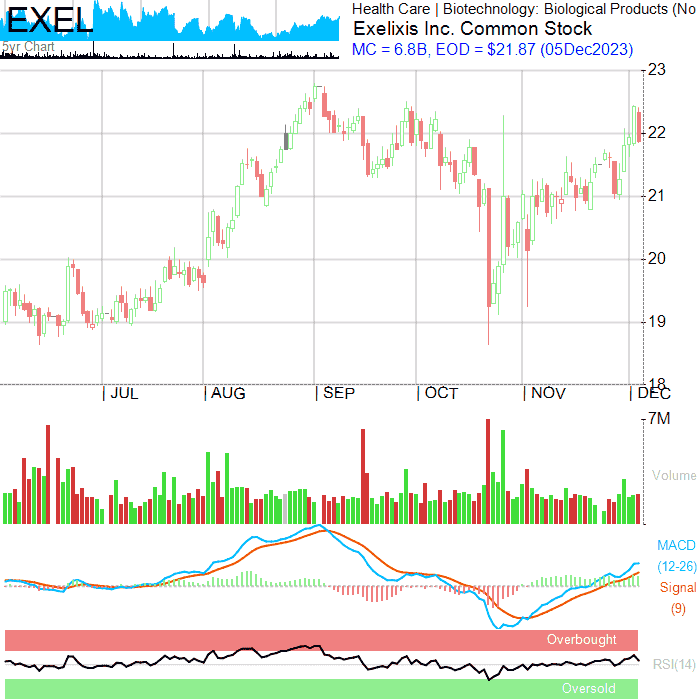 EXEL
5yr Chart
Health Care | Biotechnology: Biological Products (No
Exelixis Inc. Common Stock
MC = 6.8B, EOD = $21.87 (05Dec2023)
23
22
21
20
19
18
| JUL | AUG | SEP | OCT | NOV | DEC
7M
Volume
MACD
(12-26)
Signal
(9)
Overbought
RSI(14)
Oversold